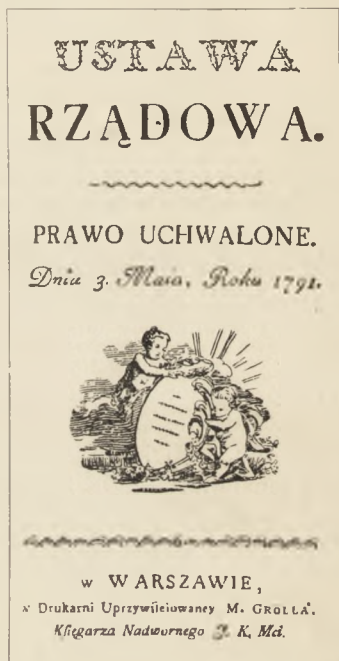 USTAWA
RZĄDOWA.
PRAWO UCHWALONE.
Dnia 3. Maia, Roku 1791.
w WARSZAWIE,
w Drukarni Uprzywileiowaney M. GROLLA,
Księgarza Nadwornego J. K. Mci.